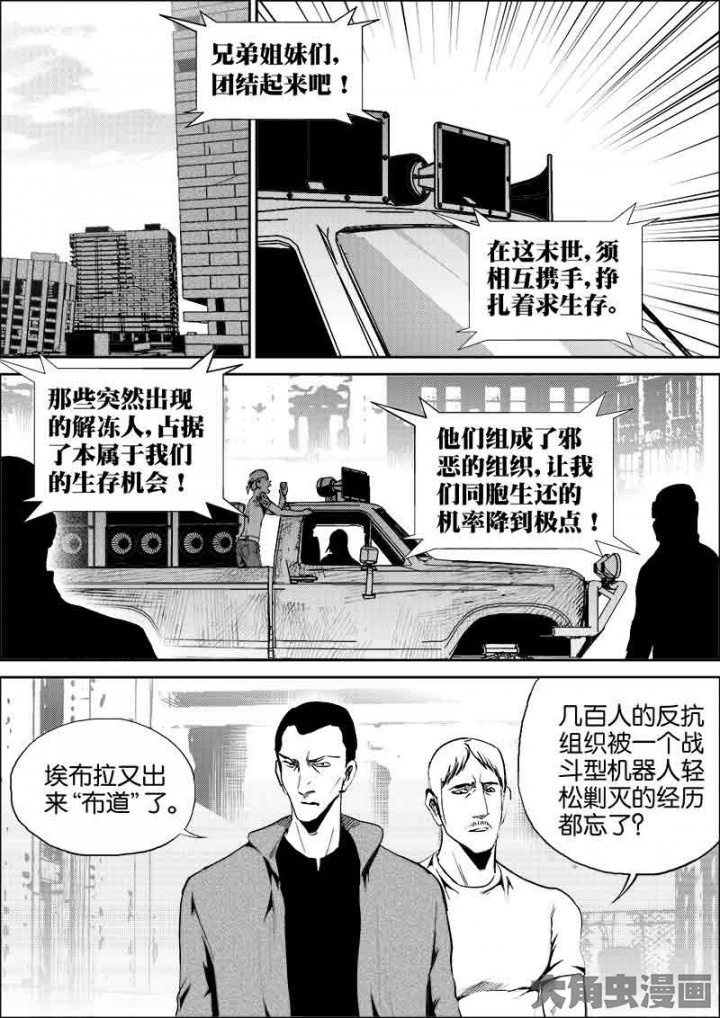 兄弟姐妹们，
团结起来吧！
在这末世，须
相互携手，挣
扎着求生存。
那些突然出现
的解冻人，占据
了本属于我们
的生存机会！
他们组成了邪
恶的组织，让我
们同胞生还的
机率降到极点！
埃布拉又出
来“布道”了。
几百人的反抗
组织被一个战
斗型机器人轻
松剿灭的经历
都忘了？
大角虫漫画